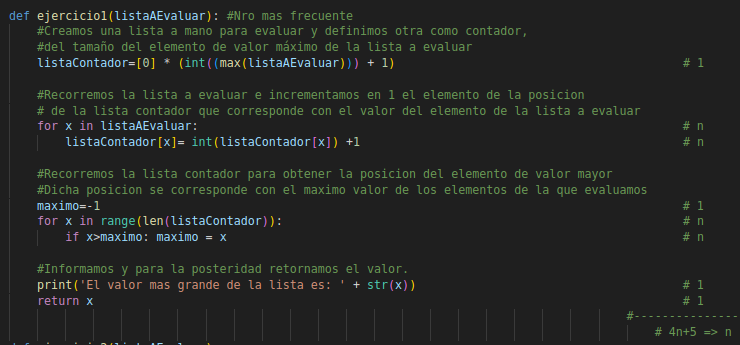 def ejercicio1(listaAEvaluar): #Nro mas frecuente
#Creamos una lista a mano para evaluar y definimos otra como contador,
#del tamaño del elemento de valor máximo de la lista a evaluar
listaContador=[0] * (int((max(listaAEvaluar))) + 1) # 1
#Recorremos la lista a evaluar e incrementamos en 1 el elemento de la posicion
# de la lista contador que corresponde con el valor del elemento de la lista a evaluar
for x in listaAEvaluar: # n
listaContador[x]= int(listaContador[x]) +1 # n
#Recorremos la lista contador para obtener la posicion del elemento de valor mayor
#Dicha posicion se corresponde con el maximo valor de los elementos de la que evaluamos
maximo=-1 # 1
for x in range(len(listaContador)): # n
if x>maximo: maximo = x # n
#Informamos y para la posteridad retornamos el valor.
print('El valor mas grande de la lista es: ' + str(x)) # 1
return x # 1
#---------------
# 4n+5 => n